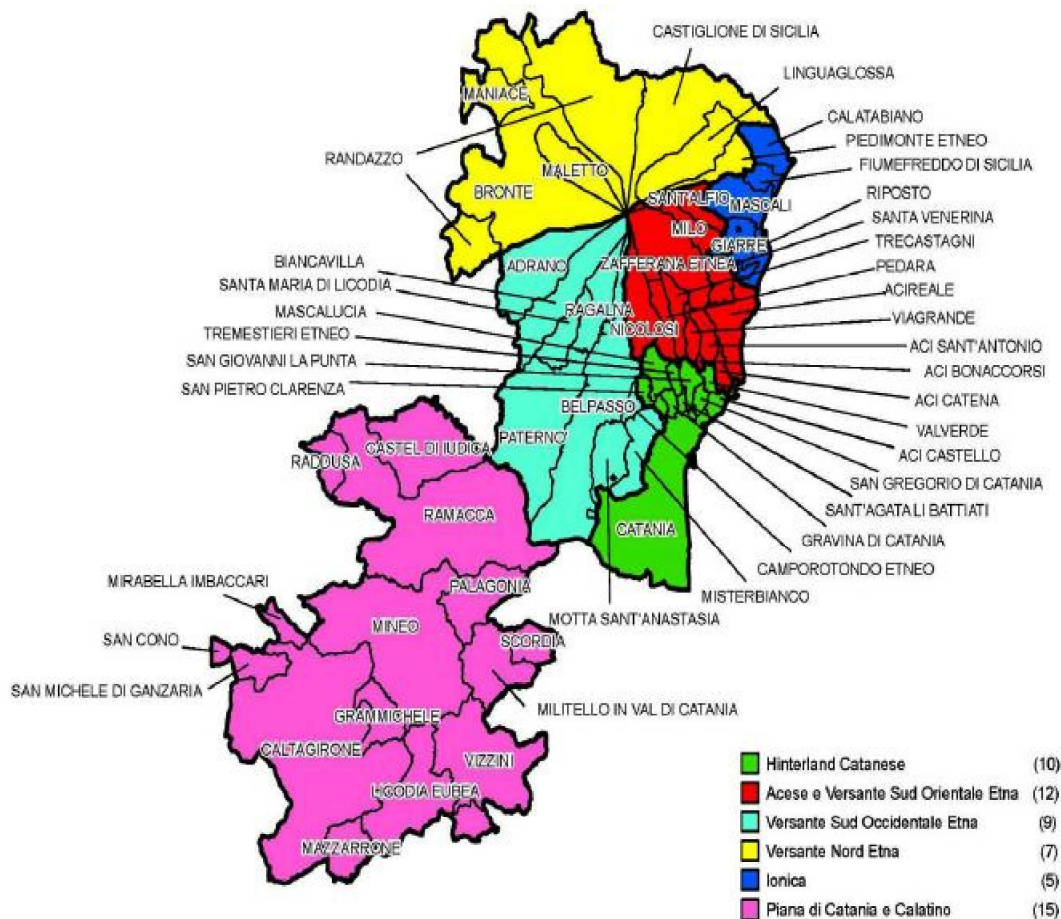 CASTIGLIONE DI SICILIA
LINGUAGLOSSA
CALATABIANO
PIEDIMONTE ETNEO
FIUMEFREDDO DI SICILIA
RIPOSTO
SANTA VENERINA
TRECASTAGNI
PEDARA
ACIREALE
VIAGRANDE
ACI SANT'ANTONIO
ACI BONACCORSI
ACI CATENA
VALVERDE
ACI CASTELLO
SAN GREGORIO DI CATANIA
SANT'AGATA LI BATTIATI
GRAVINA DI CATANIA
CAMPOROTONDO ETNEO
MISTERBIANCO
MOTTA SANT'ANASTASIA
MANIACE
RANDAZZO
MALETTO
BRONTE
SANT'ALFIO
MASCALI
MILO
GIARRE
ADRANO
ZAFFERANA ETNEA
BIANCAVILLA
SANTA MARIA DI LICODIA
RAGALNA
MASCALUCIA
NICOLOSI
TREMESTIERI ETNEO
SAN GIOVANNI LA PUNTA
SAN PIETRO CLARENZA
BELPASSO
PATERNO'
CASTEL DI IUDICA
RADDUSA
RAMACCA
CATANIA
MIRABELLA IMBACCARI
PALAGONIA
MINEO
SAN CONO
SCORDIA
SAN MICHELE DI GANZARIA
MILITELLO IN VAL DI CATANIA
GRAMMICHELE
CALTAGIRONE
VIZZINI
LICODIA EUBEA
MAZZARRONE
Hinterland Catanese (10)
Acese e Versante Sud Orientale Etna (12)
Versante Sud Occidentale Etna (9)
Versante Nord Etna (7)
Ionica (5)
Piana di Catania e Calatino (15)